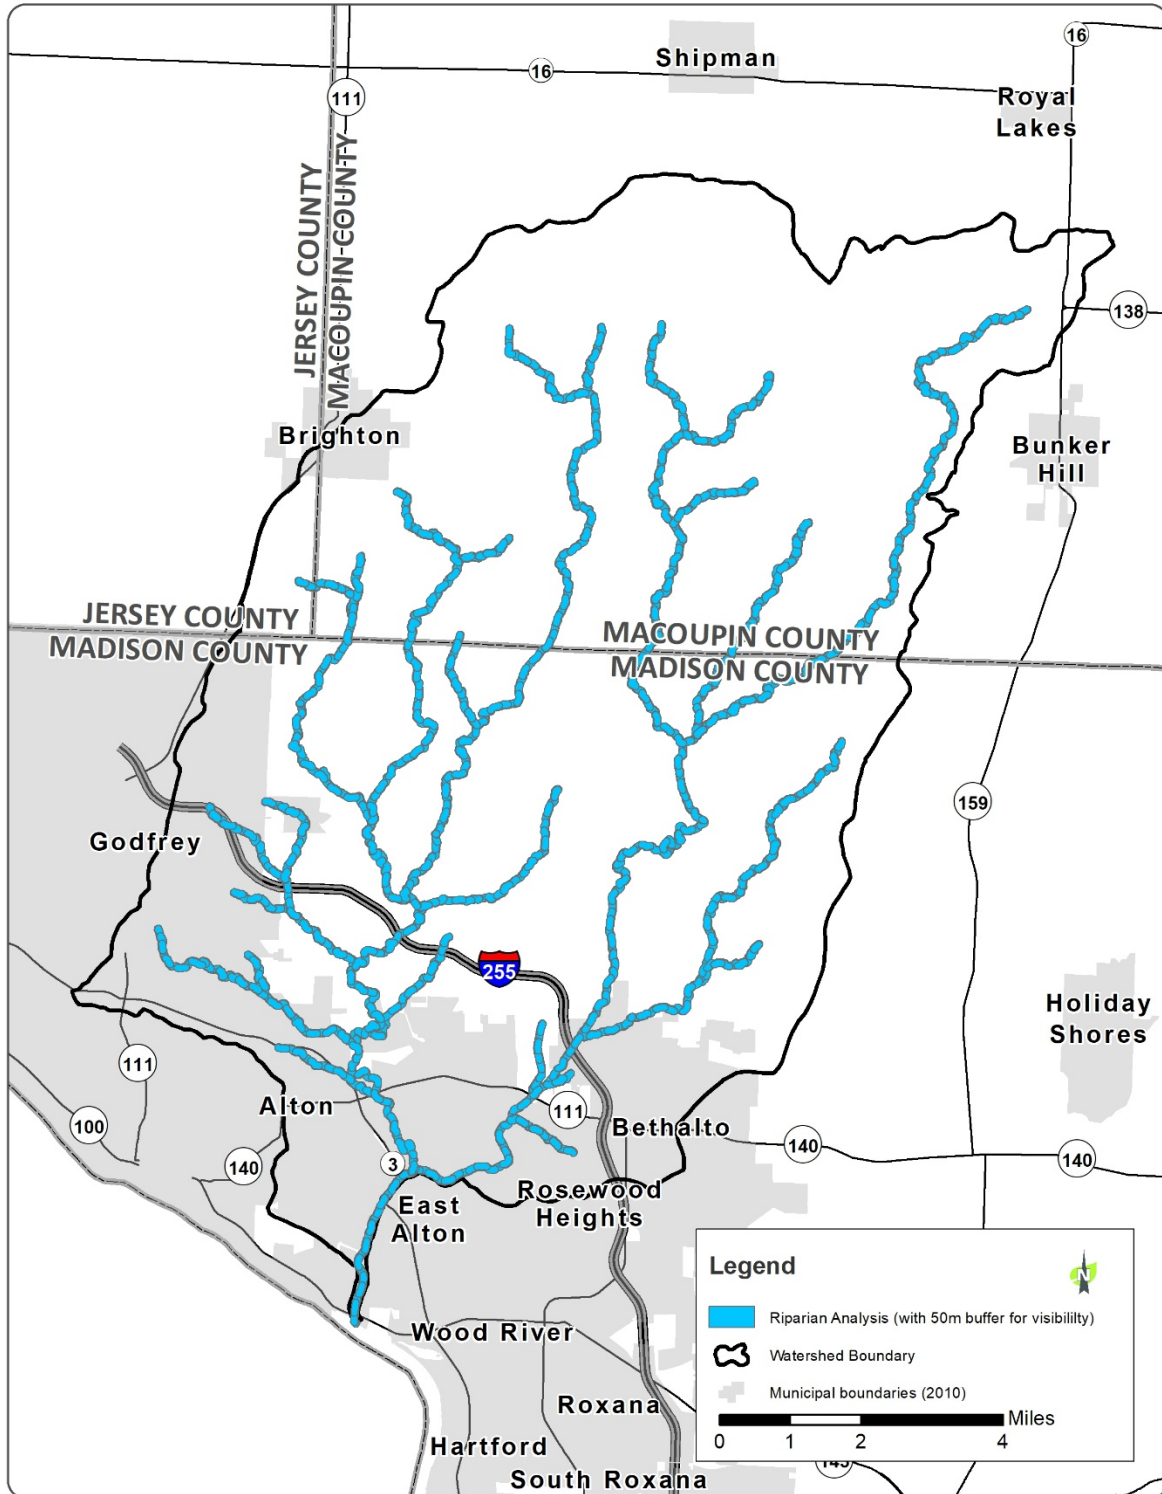 16
Shipman
16
111
Royal
Lakes
JERSEY COUNTY
MACOUPIN COUNTY
138
Brighton
Bunker
Hill
JERSEY COUNTY
MADISON COUNTY
MACOUPIN COUNTY
MADISON COUNTY
159
Godfrey
255
Holiday
Shores
111
Alton
111
100
Bethalto
140
140
140
3
East
Alton
Rosewood
Heights
Legend
N
Riparian Analysis (with 50m buffer for visibililty)
Watershed Boundary
Municipal boundaries (2010)
Miles
0 1 2 4
Wood River
Roxana
Hartford
South Roxana